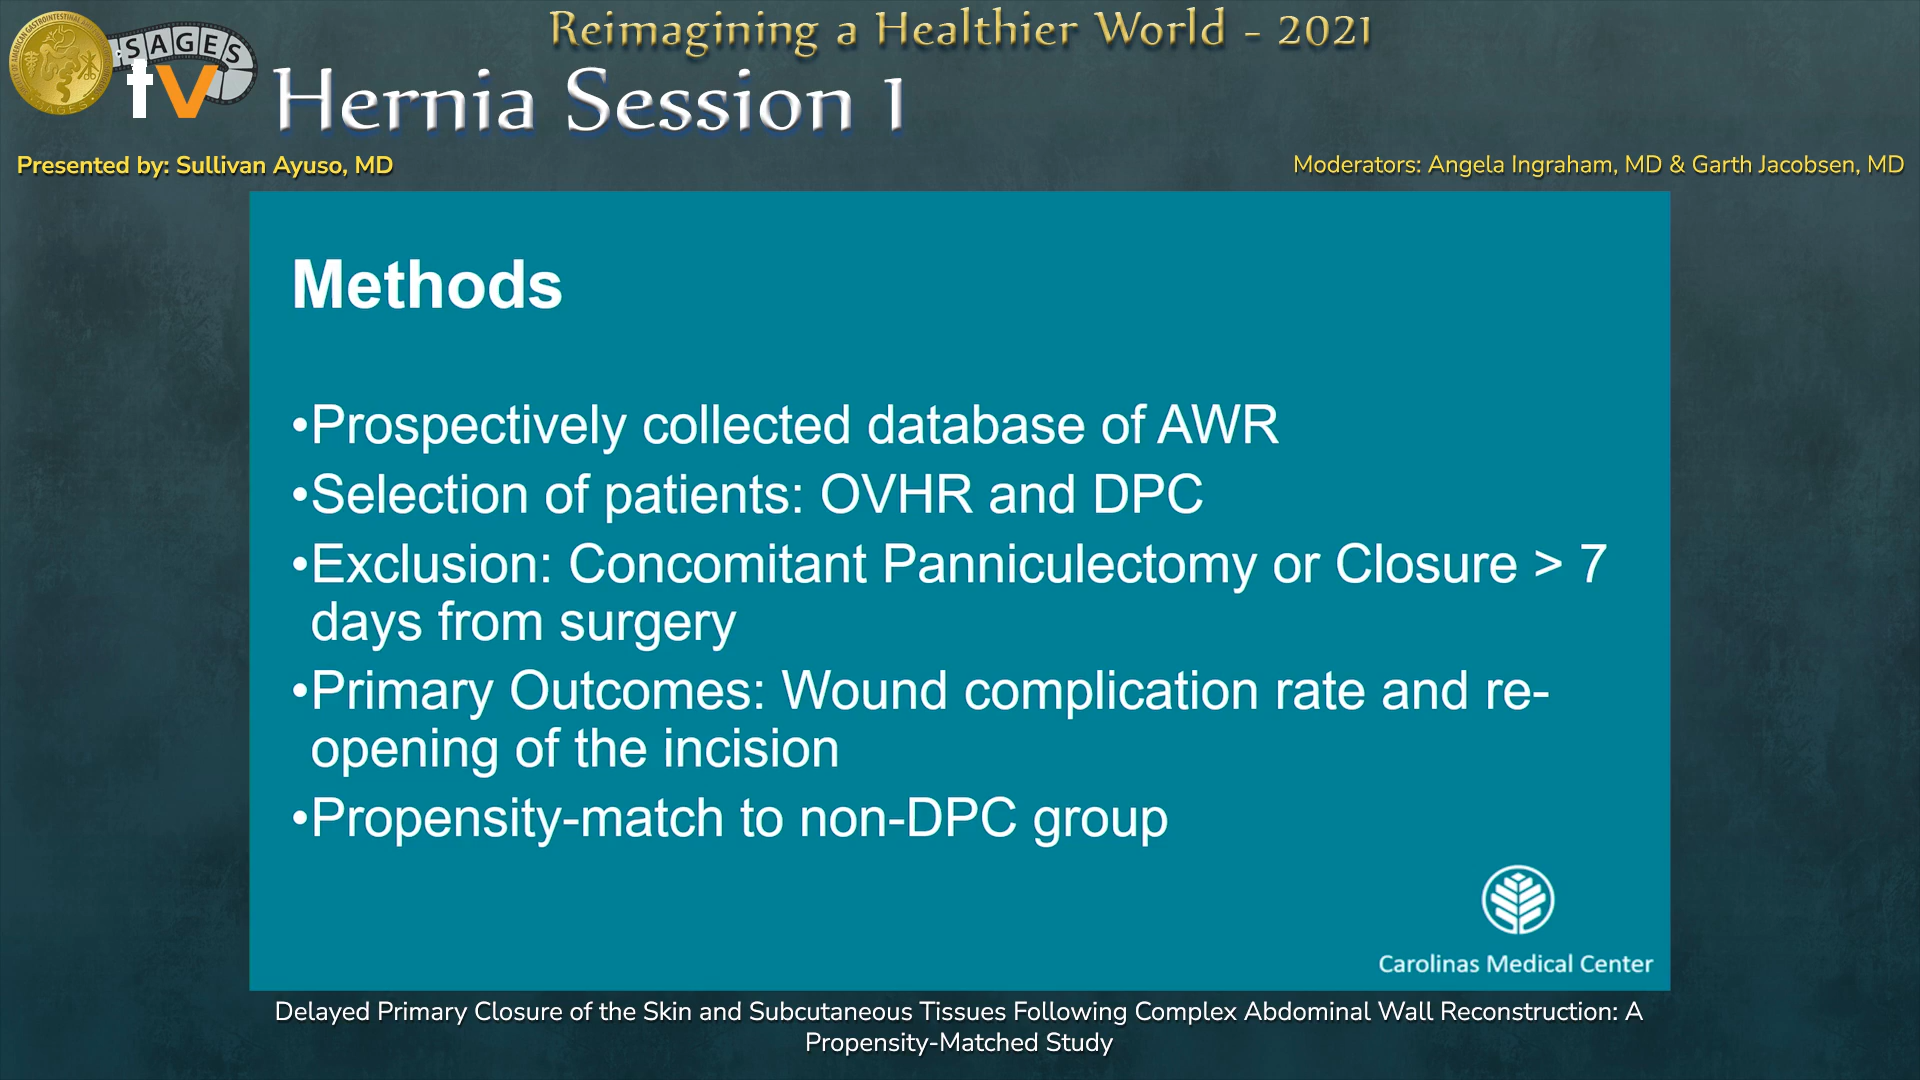 Reimagining a Healthier World - 2021
SAGES
tv
Hernia Session 1
Presented by: Sullivan Ayuso, MD
Moderators: Angela Ingraham, MD & Garth Jacobsen, MD
Methods
•Prospectively collected database of AWR
•Selection of patients: OVHR and DPC
•Exclusion: Concomitant Panniculectomy or Closure > 7
days from surgery
•Primary Outcomes: Wound complication rate and re-
opening of the incision
•Propensity-match to non-DPC group
Carolinas Medical Center
Delayed Primary Closure of the Skin and Subcutaneous Tissues Following Complex Abdominal Wall Reconstruction: A
Propensity-Matched Study